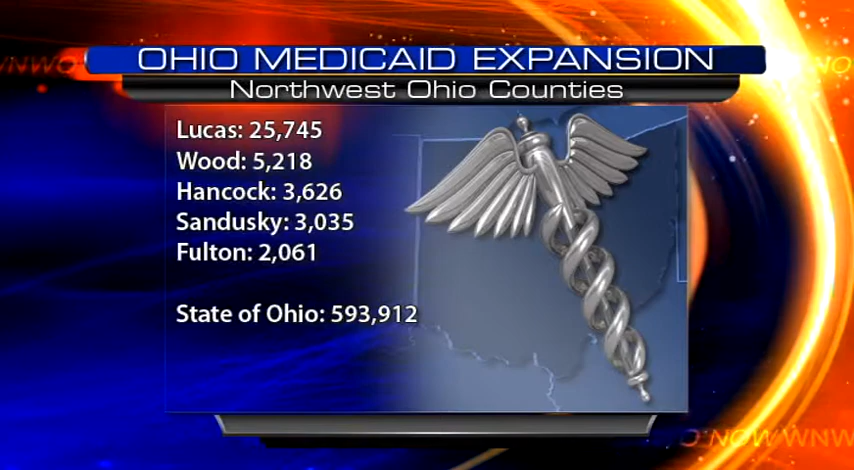 OHIO MEDICAID EXPANSION
Northwest Ohio Counties
Lucas: 25,745
Wood: 5,218
Hancock: 3,626
Sandusky: 3,035
Fulton: 2,061
State of Ohio: 593,912
NOW